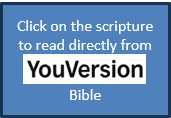 Click on the scripture
to read directly from
YouVersion
Bible